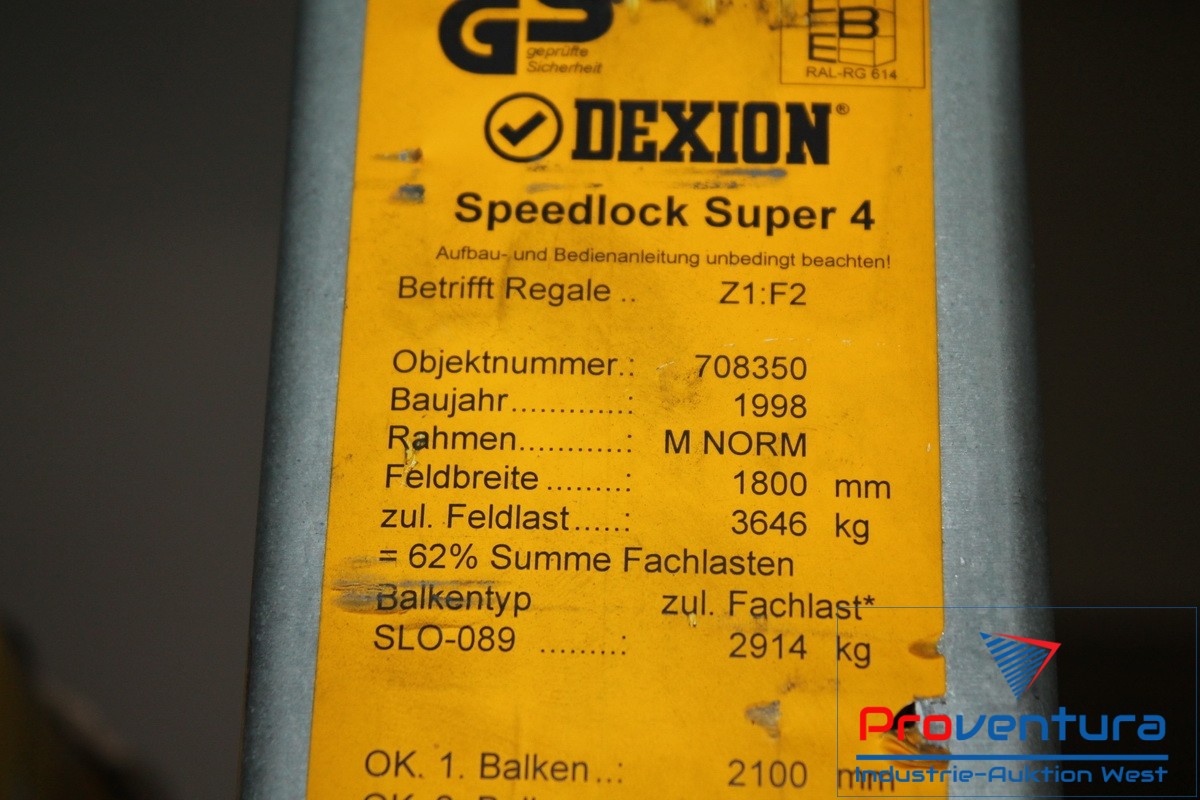 GS
geprüfte
Sicherheit
B
E
RAL-RG 614
DEXION®
Speedlock Super 4
Aufbau- und Bedienanleitung unbedingt beachten!
Betrifft Regale .. Z1:F2
Objektnummer.: 708350
Baujahr............: 1998
Rahmen..........: M NORM
Feldbreite ........: 1800 mm
zul. Feldlast.....: 3646 kg
= 62% Summe Fachlasten
Balkentyp zul. Fachlast*
SLO-089 ........: 2914 kg
OK. 1. Balken..: 2100 mm
Proventura
Industrie-Auktion West